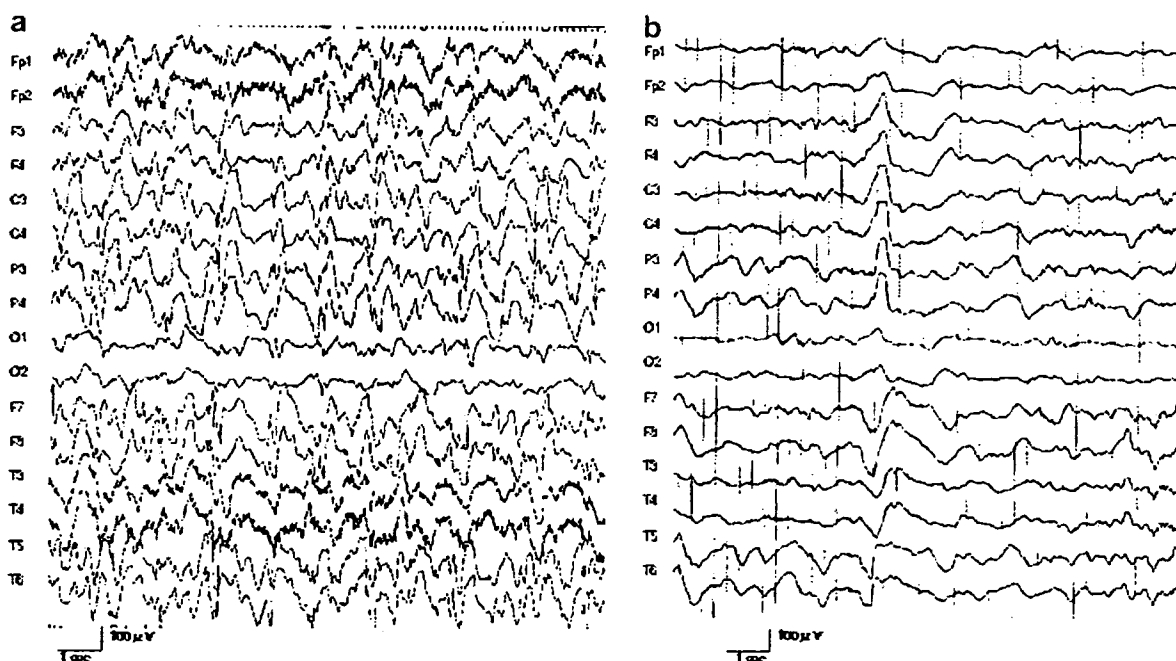 a
Fp1
Fp2
F3
F4
C3
C4
P3
P4
O1
O2
F7
F8
T3
T4
T5
T6
100 μV
1 sec
b
Fp1
Fp2
F3
F4
C3
C4
P3
P4
O1
O2
F7
F8
T3
T4
T5
T6
100 μV
1 sec